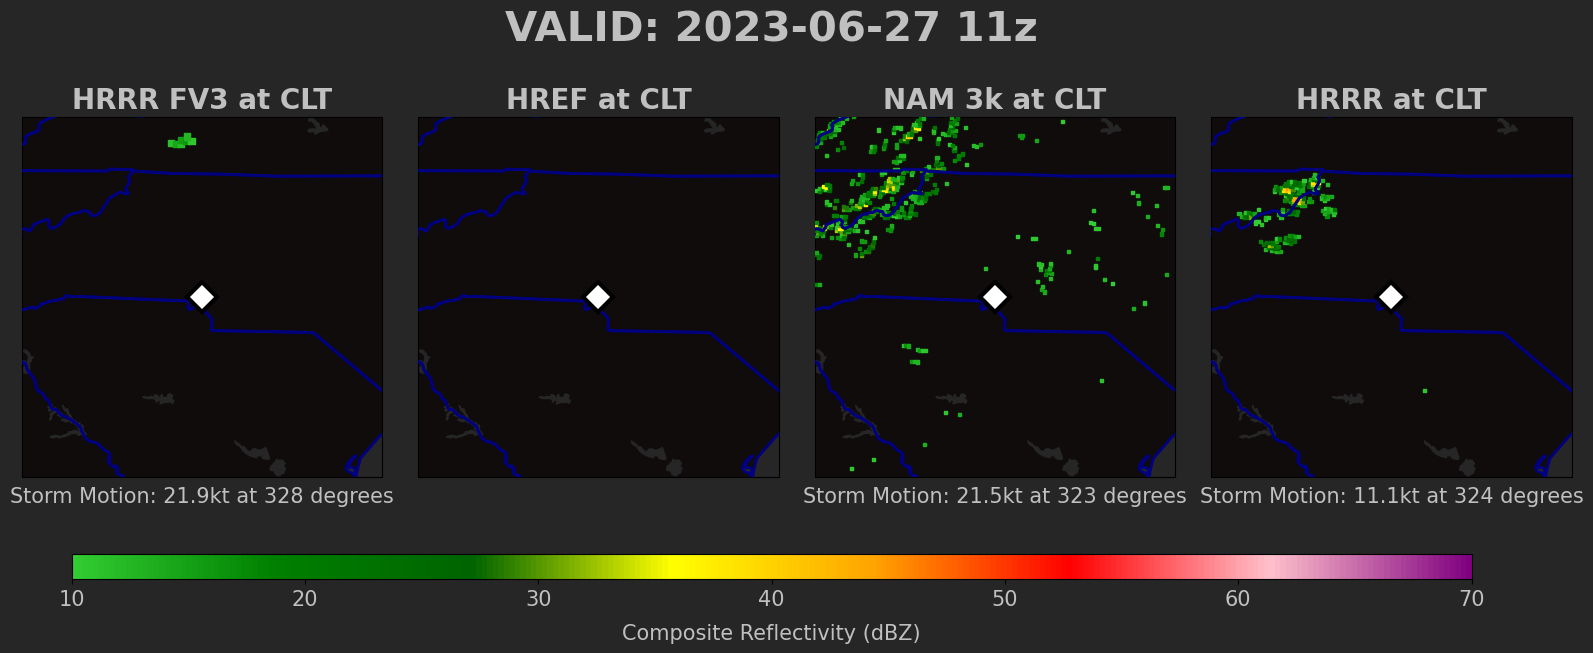 VALID: 2023-06-27 11z
HRRR FV3 at CLT
HREF at CLT
NAM 3k at CLT
HRRR at CLT
Storm Motion: 21.9kt at 328 degrees
Storm Motion: 21.5kt at 323 degrees
Storm Motion: 11.1kt at 324 degrees
10 20 30 40 50 60 70
Composite Reflectivity (dBZ)